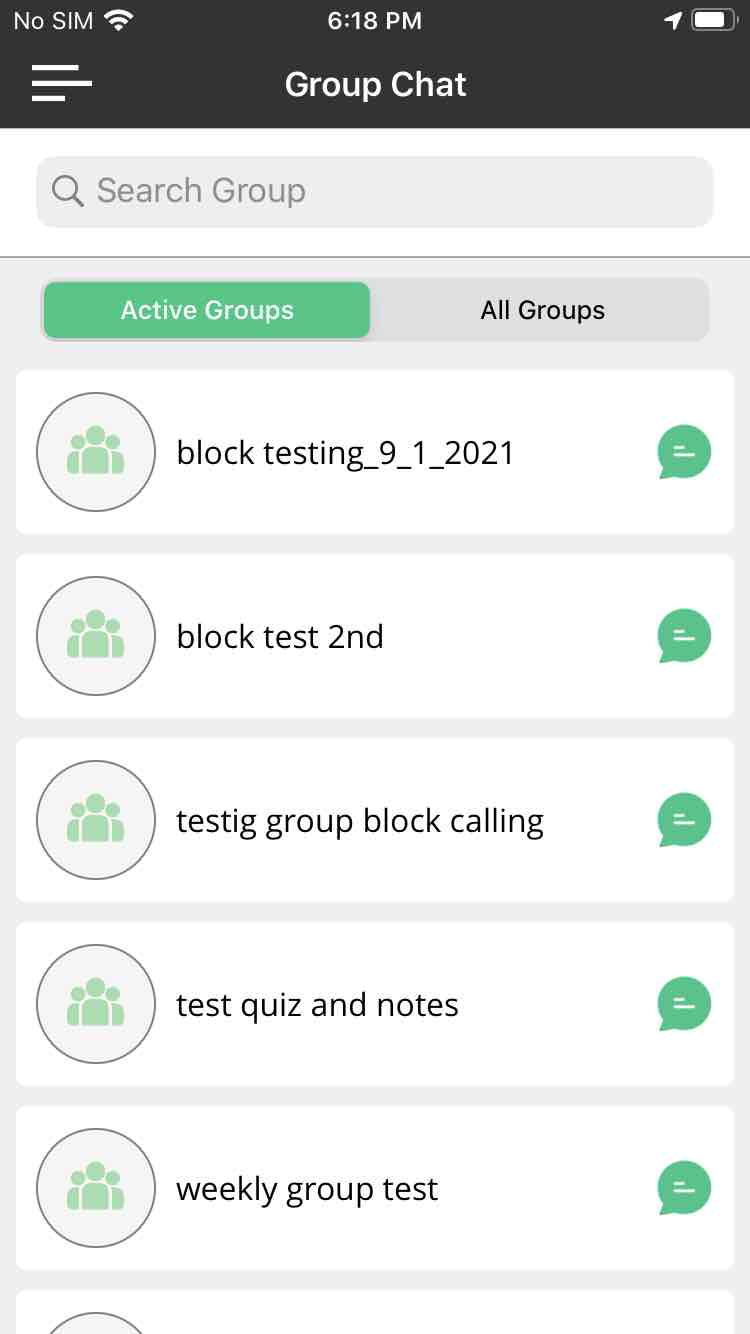 No SIM 6:18 PM
Group Chat
Search Group
Active Groups All Groups
block testing_9_1_2021
block test 2nd
testig group block calling
test quiz and notes
weekly group test